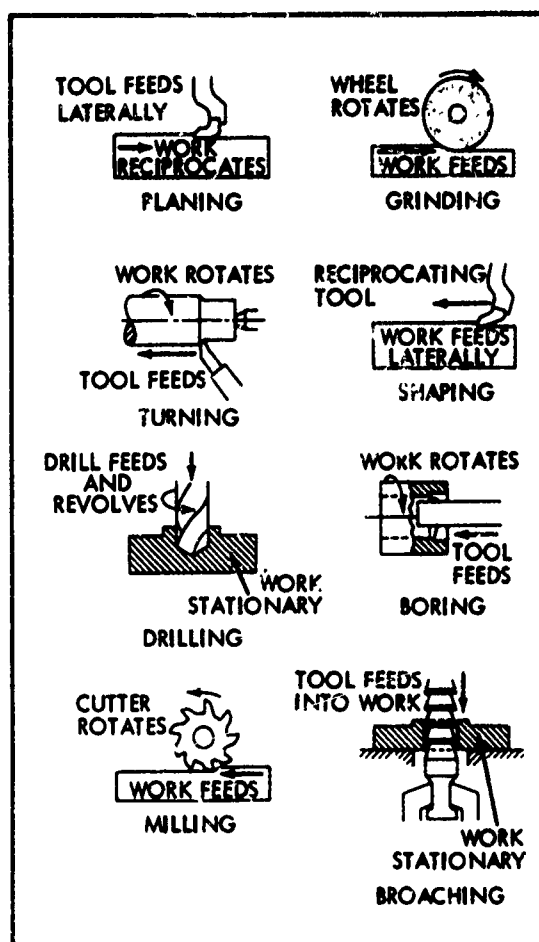 TOOL FEEDS
LATERALLY
WORK
RECIPROCATES
PLANING
WHEEL
ROTATES
WORK FEEDS
GRINDING
WORK ROTATES
TOOL FEEDS
TURNING
RECIPROCATING
TOOL
WORK FEEDS
LATERALLY
SHAPING
DRILL FEEDS
AND
REVOLVES
WORK
STATIONARY
DRILLING
WORK ROTATES
TOOL
FEEDS
BORING
CUTTER
ROTATES
WORK FEEDS
MILLING
TOOL FEEDS
INTO WORK
WORK
STATIONARY
BROACHING